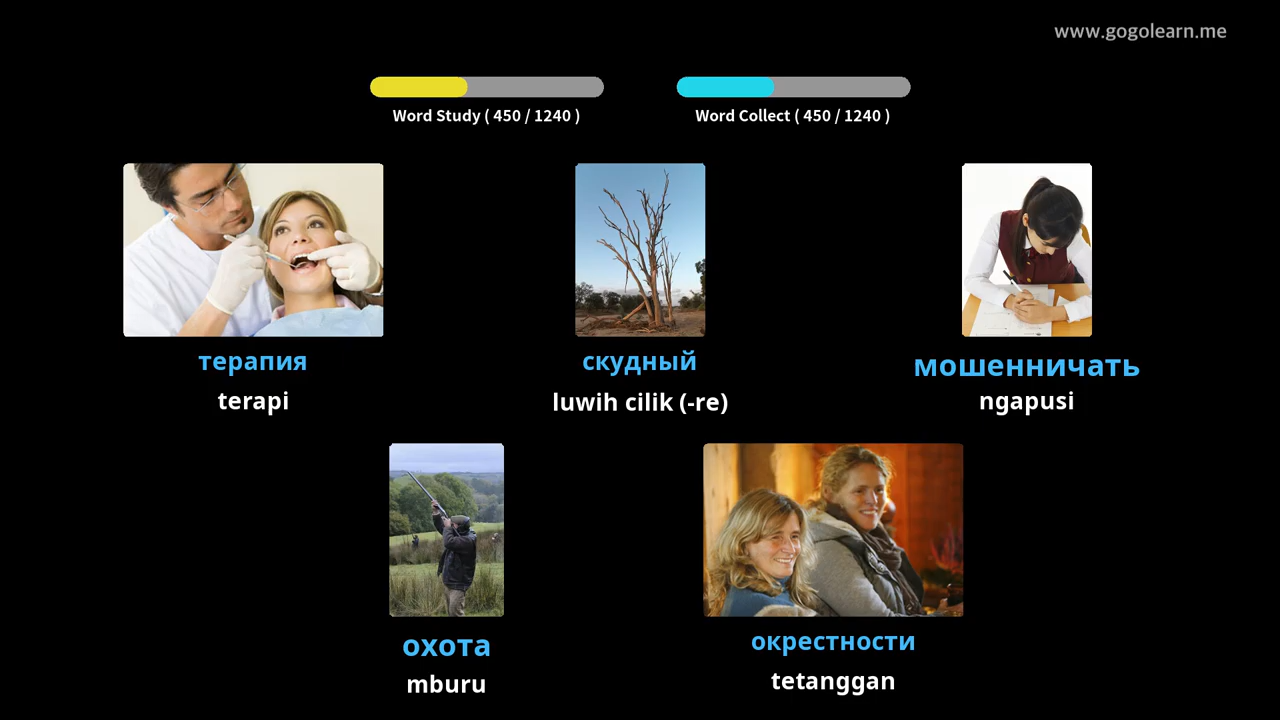 www.gogolearn.me
Word Study ( 450 / 1240 )
Word Collect ( 450 / 1240 )
терапия
terapi
скудный
luwih cilik (-re)
мошенничать
ngapusi
охота
mburu
окрестности
tetanggan